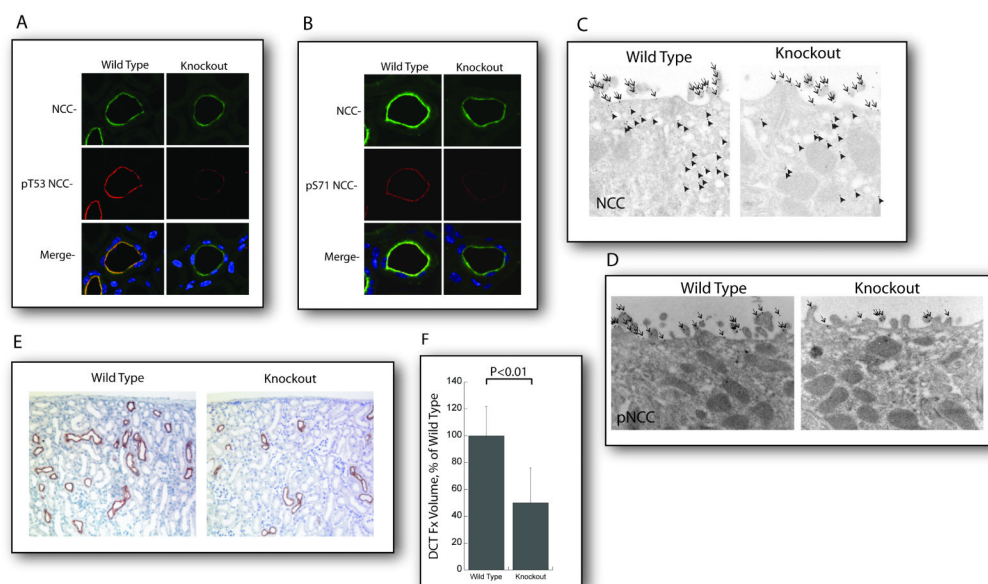 A
Wild Type Knockout
NCC-
pT53 NCC-
Merge-
B
Wild Type Knockout
NCC-
pS71 NCC-
Merge-
C
Wild Type Knockout
NCC
D
Wild Type Knockout
pNCC
E
Wild Type Knockout
F
P<0.01
DCT Fx Volume, % of Wild Type
140
120
100
80
60
40
20
0
Wild Type Knockout